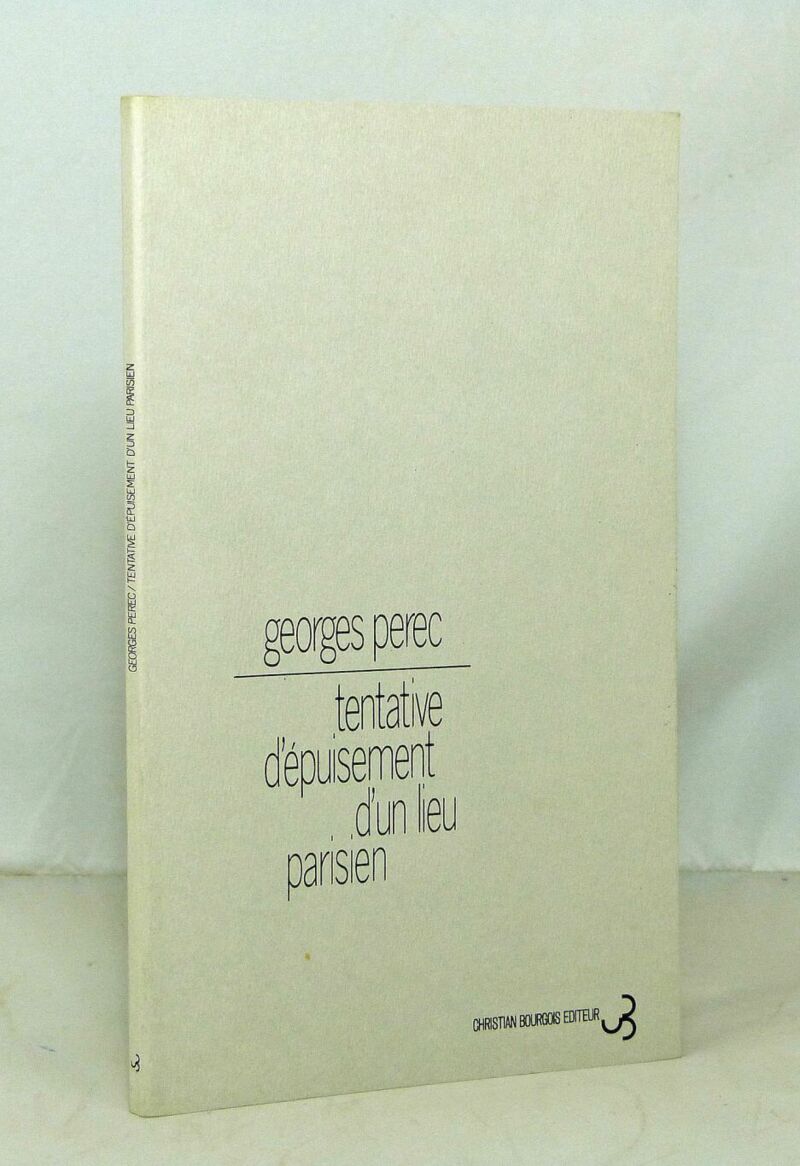 GEORGES PEREC / TENTATIVE D'ÉPUISEMENT D'UN LIEU PARISIEN
georges perec
tentative
d'épuisement
d'un lieu
parisien
CHRISTIAN BOURGOIS EDITEUR